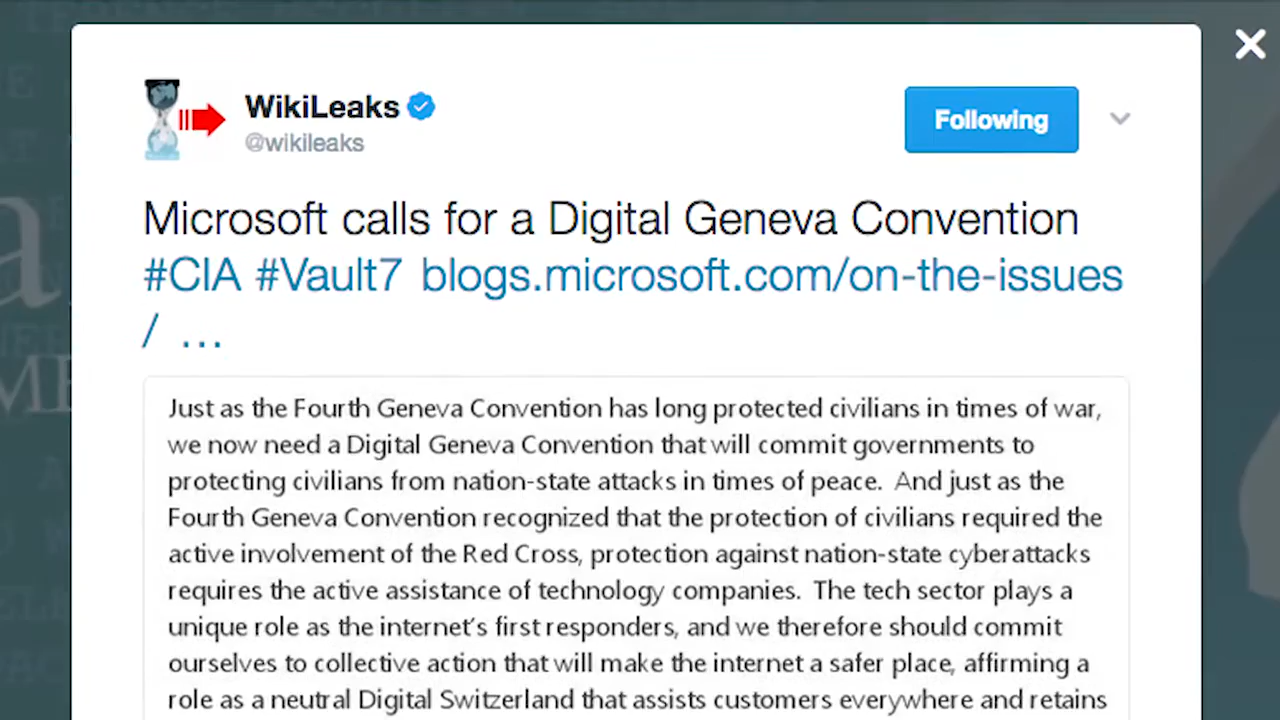 WikiLeaks
@wikileaks
Following
Microsoft calls for a Digital Geneva Convention
#CIA #Vault7 blogs.microsoft.com/on-the-issues
/ …
Just as the Fourth Geneva Convention has long protected civilians in times of war,
we now need a Digital Geneva Convention that will commit governments to
protecting civilians from nation-state attacks in times of peace.  And just as the
Fourth Geneva Convention recognized that the protection of civilians required the
active involvement of the Red Cross, protection against nation-state cyberattacks
requires the active assistance of technology companies.  The tech sector plays a
unique role as the internet's first responders, and we therefore should commit
ourselves to collective action that will make the internet a safer place, affirming a
role as a neutral Digital Switzerland that assists customers everywhere and retains